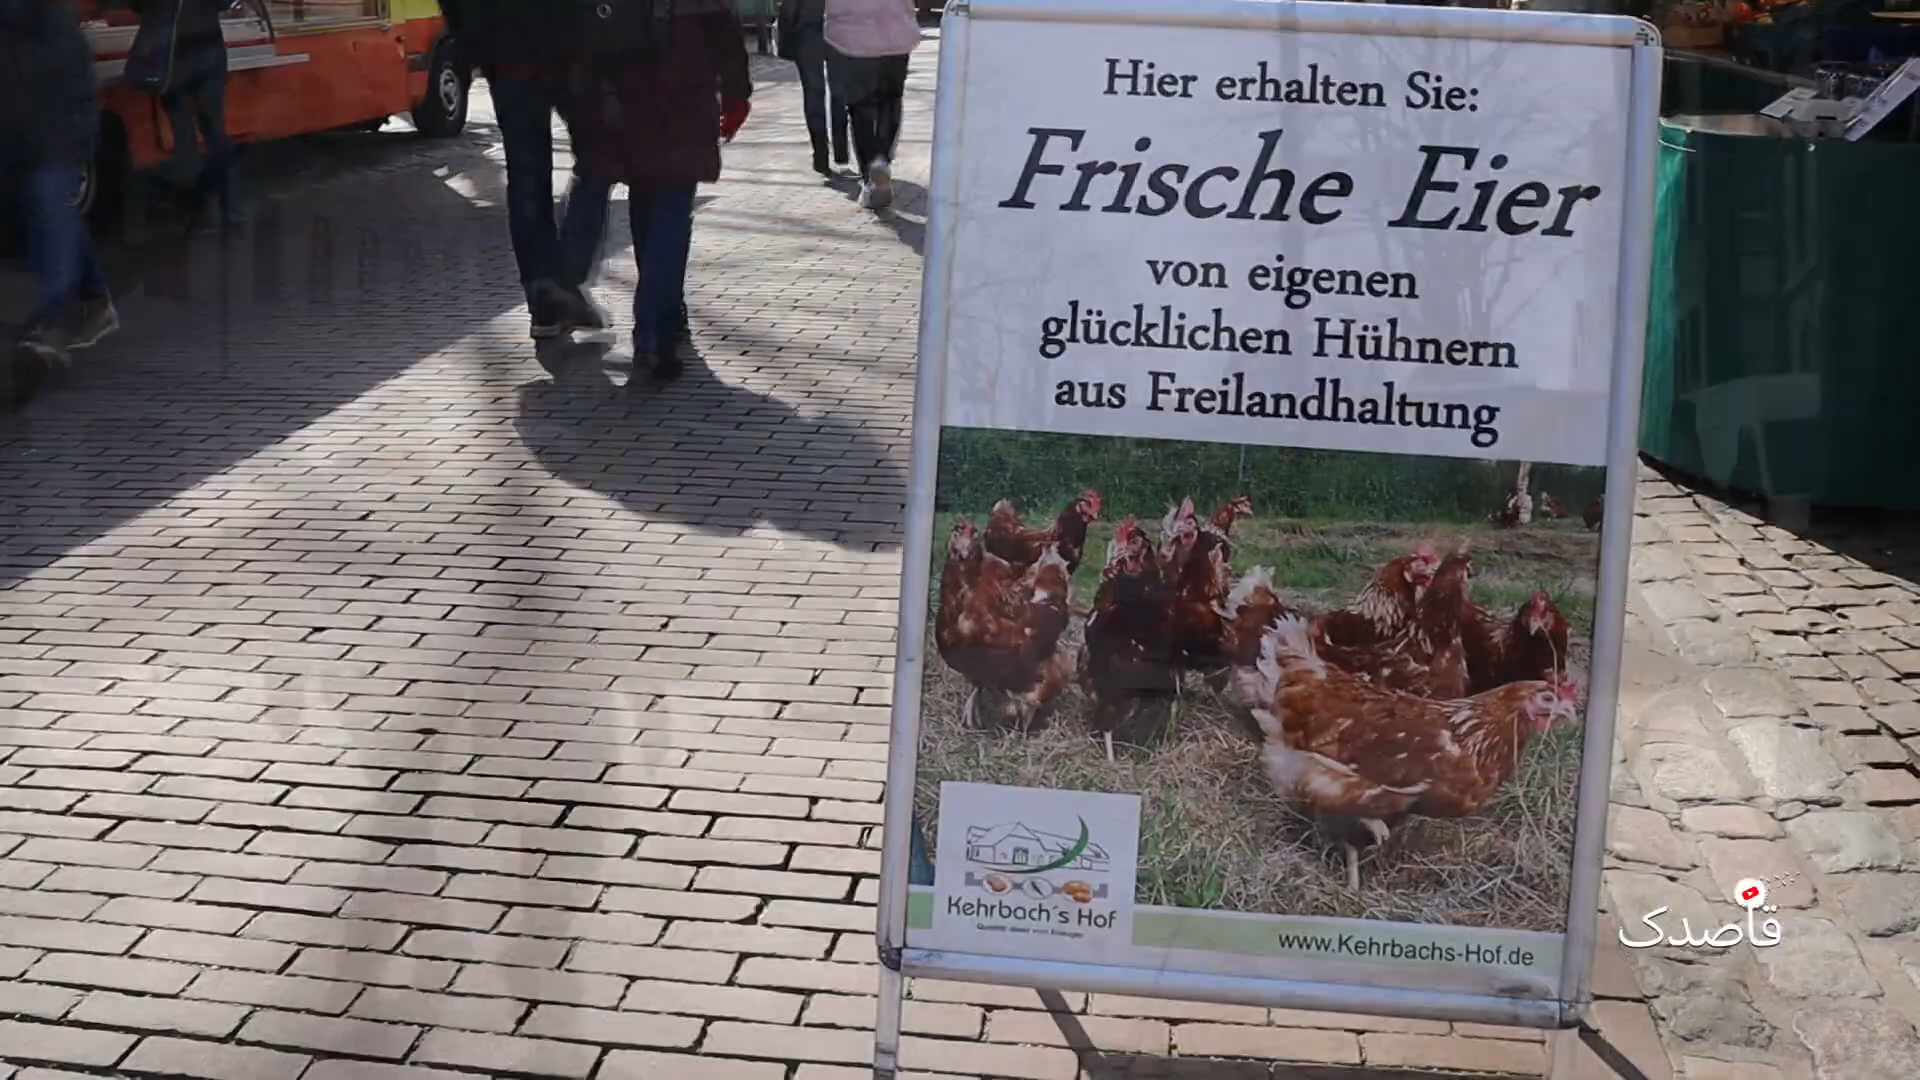 Hier erhalten Sie:
Frische Eier
von eigenen
glücklichen Hühnern
aus Freilandhaltung
Kehrbach´s Hof
www.Kehrbachs-Hof.de
قاصدک